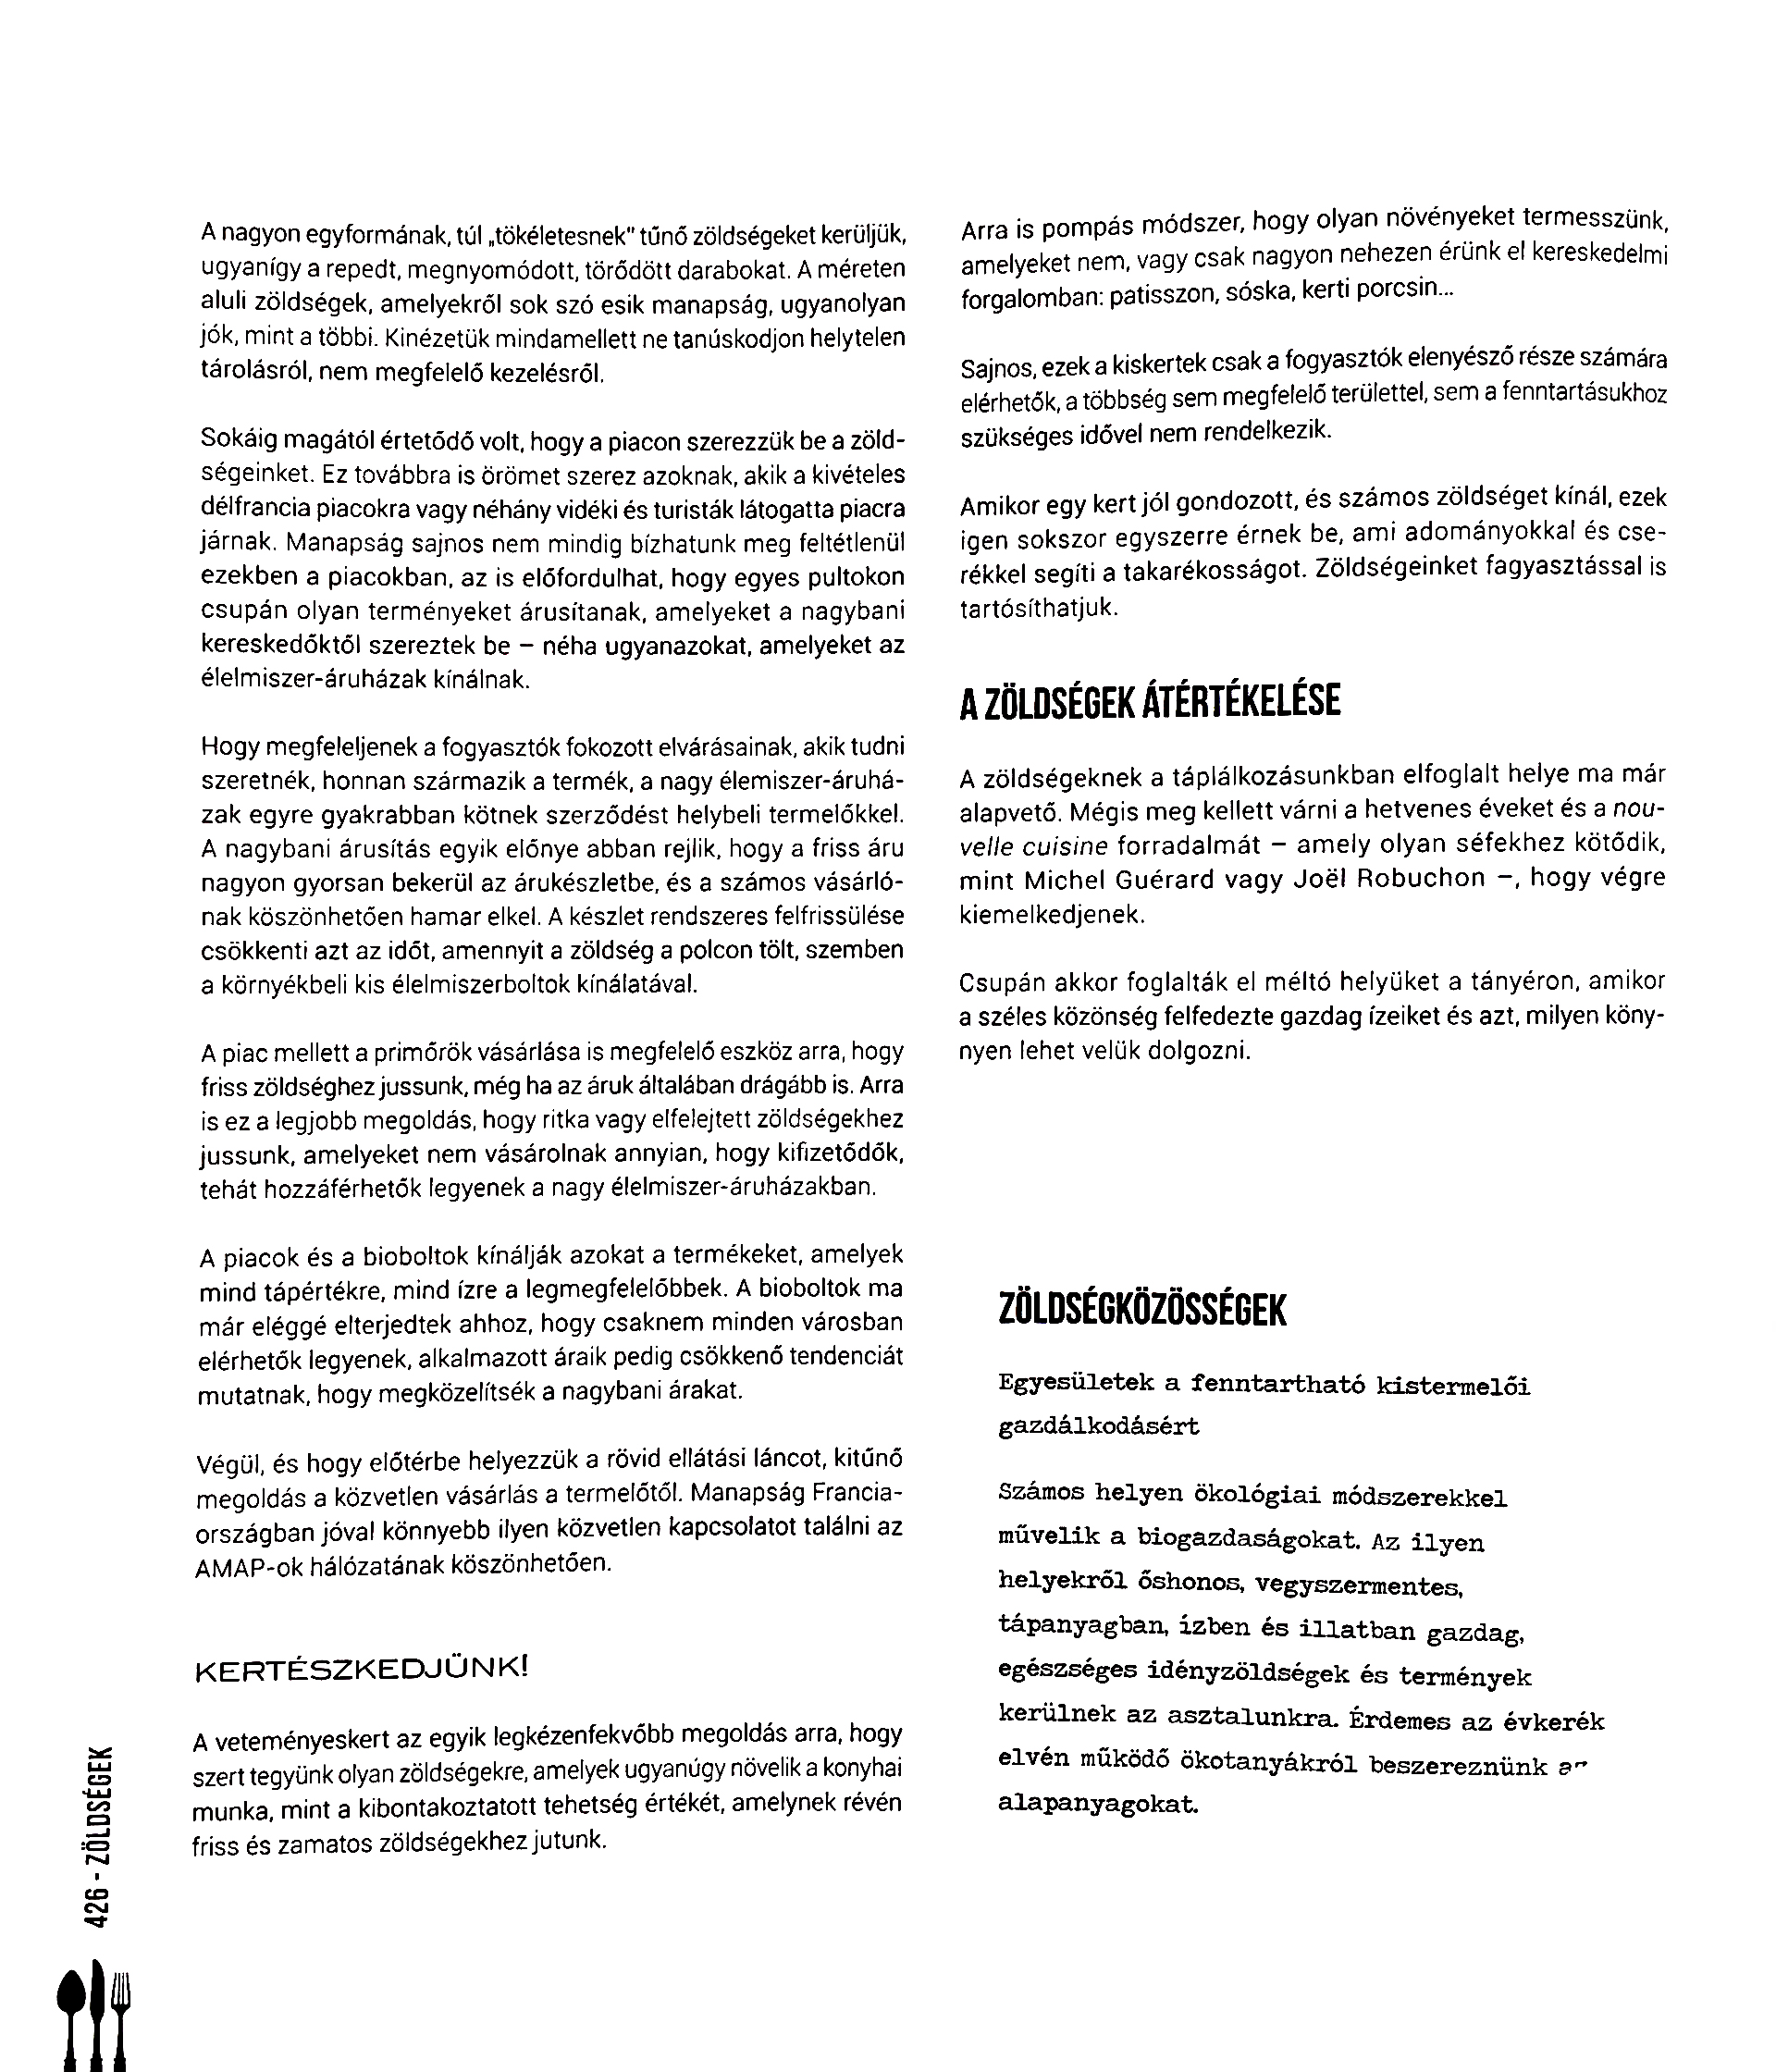 A nagyon egyformának, túl „tökéletesnek" tűnő zöldségeket kerüljük,
ugyanígy a repedt, megnyomódott, törődött darabokat. A méreten
aluli zöldségek, amelyekről sok szó esik manapság, ugyanolyan
jók, mint a többi. Kinézetük mindamellett ne tanúskodjon helytelen
tárolásról, nem megfelelő kezelésről.
Sokáig magától értetődő volt, hogy a piacon szerezzük be a zöld-
ségeinket. Ez továbbra is örömet szerez azoknak, akik a kivételes
délfrancia piacokra vagy néhány vidéki és turisták látogatta piacra
járnak. Manapság sajnos nem mindig bízhatunk meg feltétlenül
ezekben a piacokban, az is előfordulhat, hogy egyes pultokon
csupán olyan terményeket árusítanak, amelyeket a nagybani
kereskedőktől szereztek be – néha ugyanazokat, amelyeket az
élelmiszer-áruházak kínálnak.
Hogy megfeleljenek a fogyasztók fokozott elvárásainak, akik tudni
szeretnék, honnan származik a termék, a nagy élemiszer-áruhá-
zak egyre gyakrabban kötnek szerződést helybeli termelőkkel.
A nagybani árusítás egyik előnye abban rejlik, hogy a friss áru
nagyon gyorsan bekerül az árukészletbe, és a számos vásárló-
nak köszönhetően hamar elkel. A készlet rendszeres felfrissülése
csökkenti azt az időt, amennyit a zöldség a polcon tölt, szemben
a környékbeli kis élelmiszerboltok kínálatával.
A piac mellett a primőrök vásárlása is megfelelő eszköz arra, hogy
friss zöldséghez jussunk, még ha az áruk általában drágább is. Arra
is ez a legjobb megoldás, hogy ritka vagy elfelejtett zöldségekhez
jussunk, amelyeket nem vásárolnak annyian, hogy kifizetődők,
tehát hozzáférhetők legyenek a nagy élelmiszer-áruházakban.
A piacok és a bioboltok kínálják azokat a termékeket, amelyek
mind tápértékre, mind ízre a legmegfelelőbbek. A bioboltok ma
már eléggé elterjedtek ahhoz, hogy csaknem minden városban
elérhetők legyenek, alkalmazott áraik pedig csökkenő tendenciát
mutatnak, hogy megközelítsék a nagybani árakat.
Végül, és hogy előtérbe helyezzük a rövid ellátási láncot, kitűnő
megoldás a közvetlen vásárlás a termelőtől. Manapság Francia-
országban jóval könnyebb ilyen közvetlen kapcsolatot találni az
AMAP-ok hálózatának köszönhetően.
KERTÉSZKEDJÜNK!
A veteményeskert az egyik legkézenfekvőbb megoldás arra, hogy
szert tegyünk olyan zöldségekre, amelyek ugyanúgy növelik a konyhai
munka, mint a kibontakoztatott tehetség értékét, amelynek révén
friss és zamatos zöldségekhez jutunk.
Arra is pompás módszer, hogy olyan növényeket termesszünk,
amelyeket nem, vagy csak nagyon nehezen érünk el kereskedelmi
forgalomban: patisszon, sóska, kerti porcsin...
Sajnos, ezek a kiskertek csak a fogyasztók elenyésző része számára
elérhetők, a többség sem megfelelő területtel, sem a fenntartásukhoz
szükséges idővel nem rendelkezik.
Amikor egy kert jól gondozott, és számos zöldséget kínál, ezek
igen sokszor egyszerre érnek be, ami adományokkal és cse-
rékkel segíti a takarékosságot. Zöldségeinket fagyasztással is
tartósíthatjuk.
A ZÖLDSÉGEK ÁTÉRTÉKELÉSE
A zöldségeknek a táplálkozásunkban elfoglalt helye ma már
alapvető. Mégis meg kellett várni a hetvenes éveket és a nou-
velle cuisine forradalmát – amely olyan séfekhez kötődik,
mint Michel Guérard vagy Joël Robuchon –, hogy végre
kiemelkedjenek.
Csupán akkor foglalták el méltó helyüket a tányéron, amikor
a széles közönség felfedezte gazdag ízeiket és azt, milyen köny-
nyen lehet velük dolgozni.
ZÖLDSÉGKÖZÖSSÉGEK
Egyesületek a fenntartható kistermelői
gazdálkodásért
Számos helyen ökológiai módszerekkel
művelik a biogazdaságokat. Az ilyen
helyekről őshonos, vegyszermentes,
tápanyagban, ízben és illatban gazdag,
egészséges idényzöldségek és termények
kerülnek az asztalunkra. Érdemes az évkerék
elvén működő ökotanyákról beszereznünk
alapanyagokat.
426 - ZÖLDSÉGEK